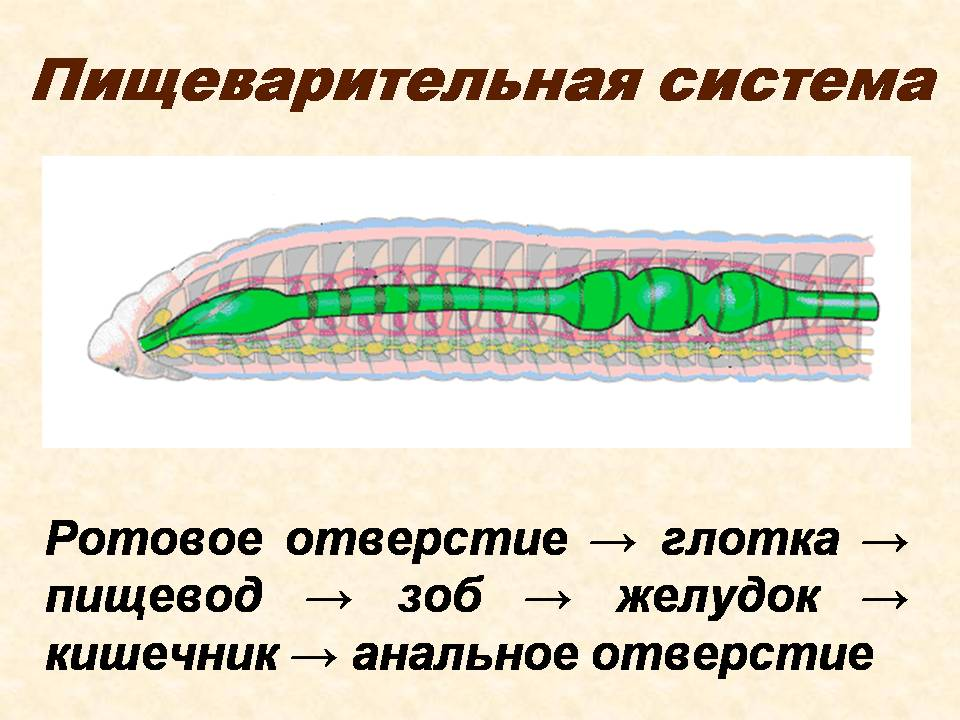 Пищеварительная система
Ротовое отверстие → глотка →
пищевод → зоб → желудок →
кишечник → анальное отверстие